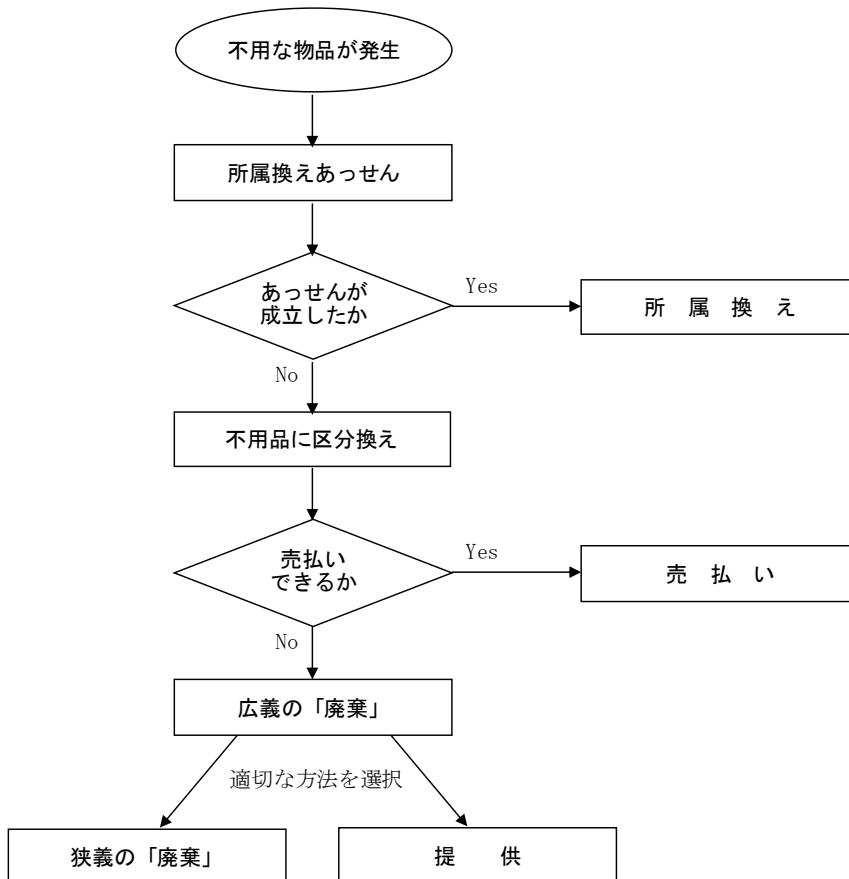 不用な物品が発生
所属換えあっせん
あっせんが
成立したか
Yes
所　属　換　え
No
不用品に区分換え
売払い
できるか
Yes
売　払　い
No
広義の「廃棄」
適切な方法を選択
狭義の「廃棄」
提　　供